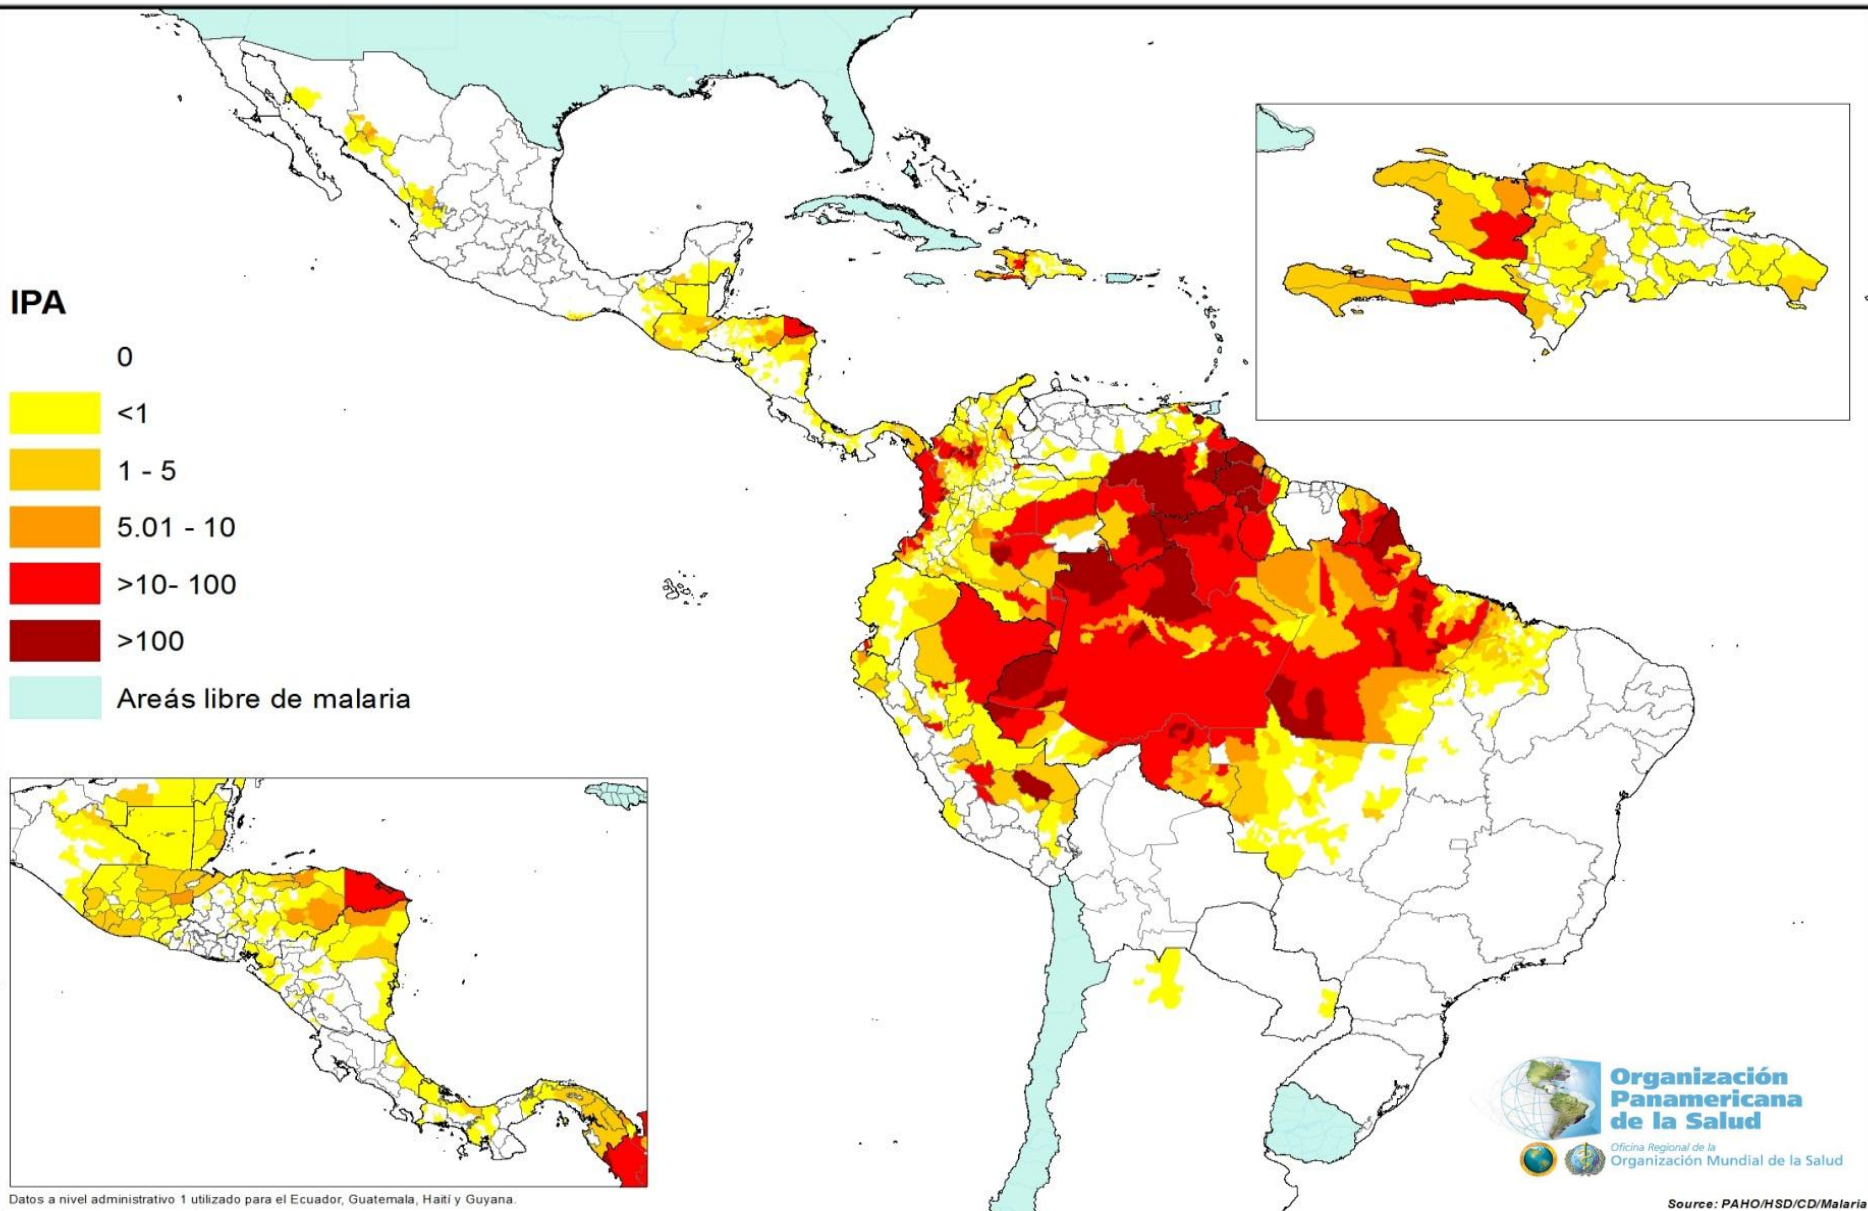 IPA
0
<1
1 - 5
5.01 - 10
>10- 100
>100
Areás libre de malaria
Organización
Panamericana
de la Salud
Oficina Regional de la
Organización Mundial de la Salud
Datos a nivel administrativo 1 utilizado para el Ecuador, Guatemala, Haití y Guyana.
Source: PAHO/HSD/CD/Malaria